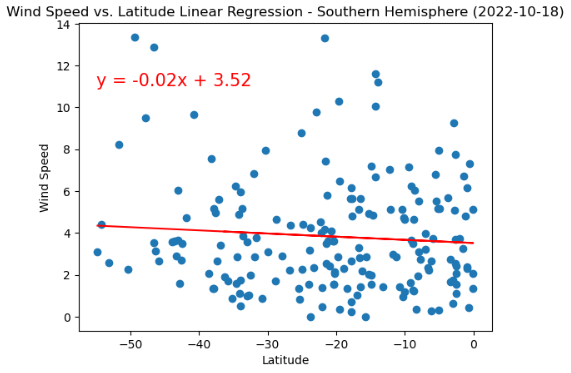 Wind Speed vs. Latitude Linear Regression - Southern Hemisphere (2022-10-18)
14
12
10
8
6
4
2
0
y = -0.02x + 3.52
Wind Speed
−50 −40 −30 −20 −10 0
Latitude